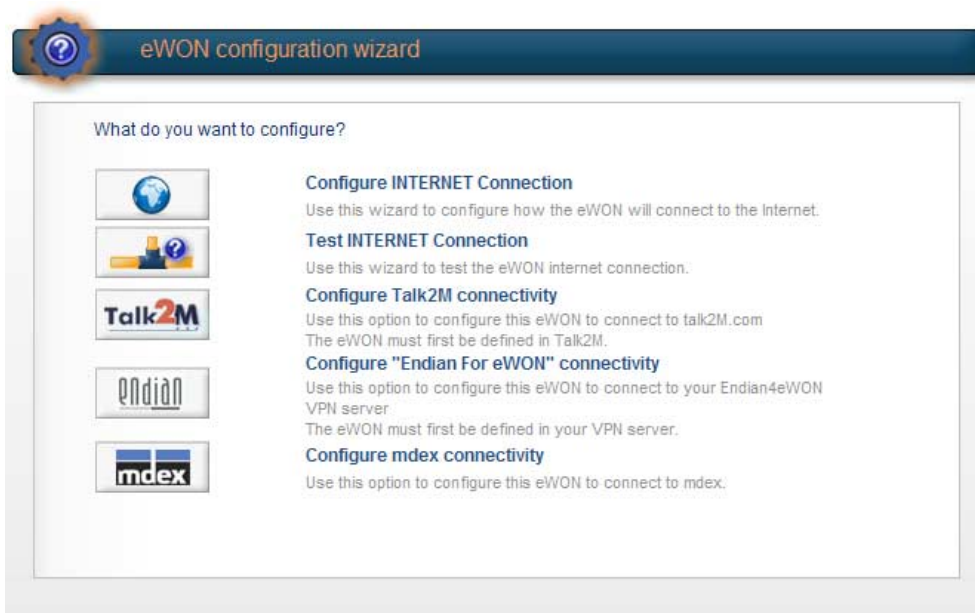 eWON configuration wizard
What do you want to configure?
Configure INTERNET Connection
Use this wizard to configure how the eWON will connect to the Internet.
Test INTERNET Connection
Use this wizard to test the eWON internet connection.
Talk2M
Configure Talk2M connectivity
Use this option to configure this eWON to connect to talk2M.com
The eWON must first be defined in Talk2M.
endian
Configure "Endian For eWON" connectivity
Use this option to configure this eWON to connect to your Endian4eWON
VPN server
The eWON must first be defined in your VPN server.
mdex
Configure mdex connectivity
Use this option to configure this eWON to connect to mdex.